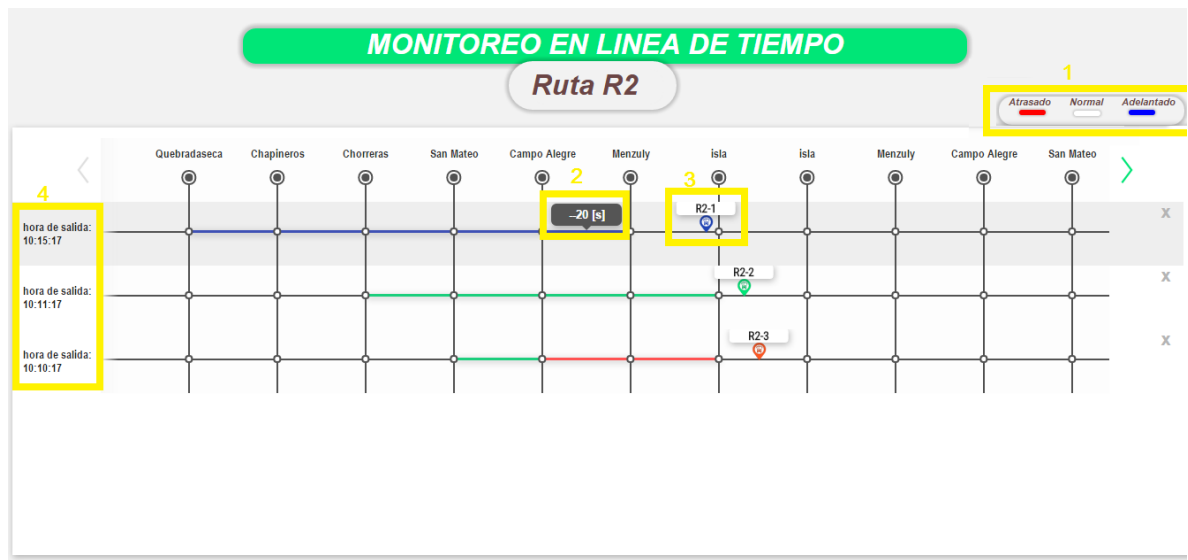 MONITOREO EN LINEA DE TIEMPO
Ruta R2
1
Atrasado Normal Adelantado
Quebradaseca Chapineros Chorreras San Mateo Campo Alegre Menzuly isla isla Menzuly Campo Alegre San Mateo
2
3
4
–20 [s]
R2-1
X
hora de salida:
10:15:17
R2-2
X
hora de salida:
10:11:17
R2-3
X
hora de salida:
10:10:17